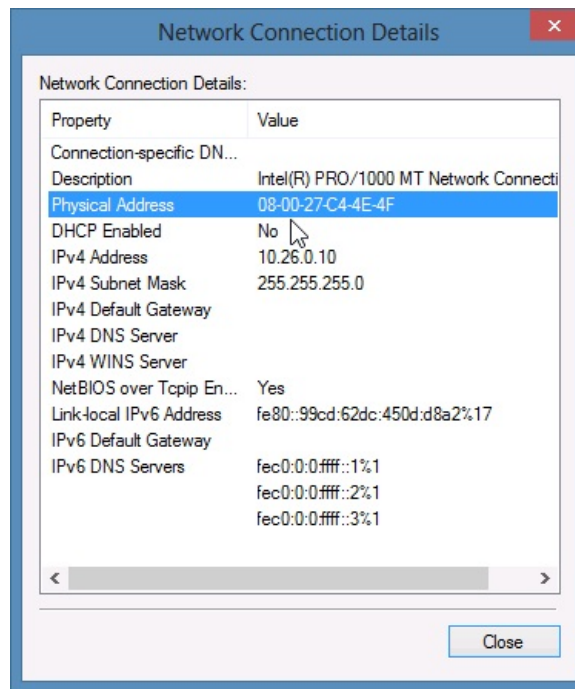 Network Connection Details
Network Connection Details:
Property Value
Connection-specific DN...
Description Intel(R) PRO/1000 MT Network Connecti
Physical Address 08-00-27-C4-4E-4F
DHCP Enabled No
IPv4 Address 10.26.0.10
IPv4 Subnet Mask 255.255.255.0
IPv4 Default Gateway
IPv4 DNS Server
IPv4 WINS Server
NetBIOS over Tcpip En... Yes
Link-local IPv6 Address fe80::99cd:62dc:450d:d8a2%17
IPv6 Default Gateway
IPv6 DNS Servers fec0:0:0:ffff::1%1
fec0:0:0:ffff::2%1
fec0:0:0:ffff::3%1
Close